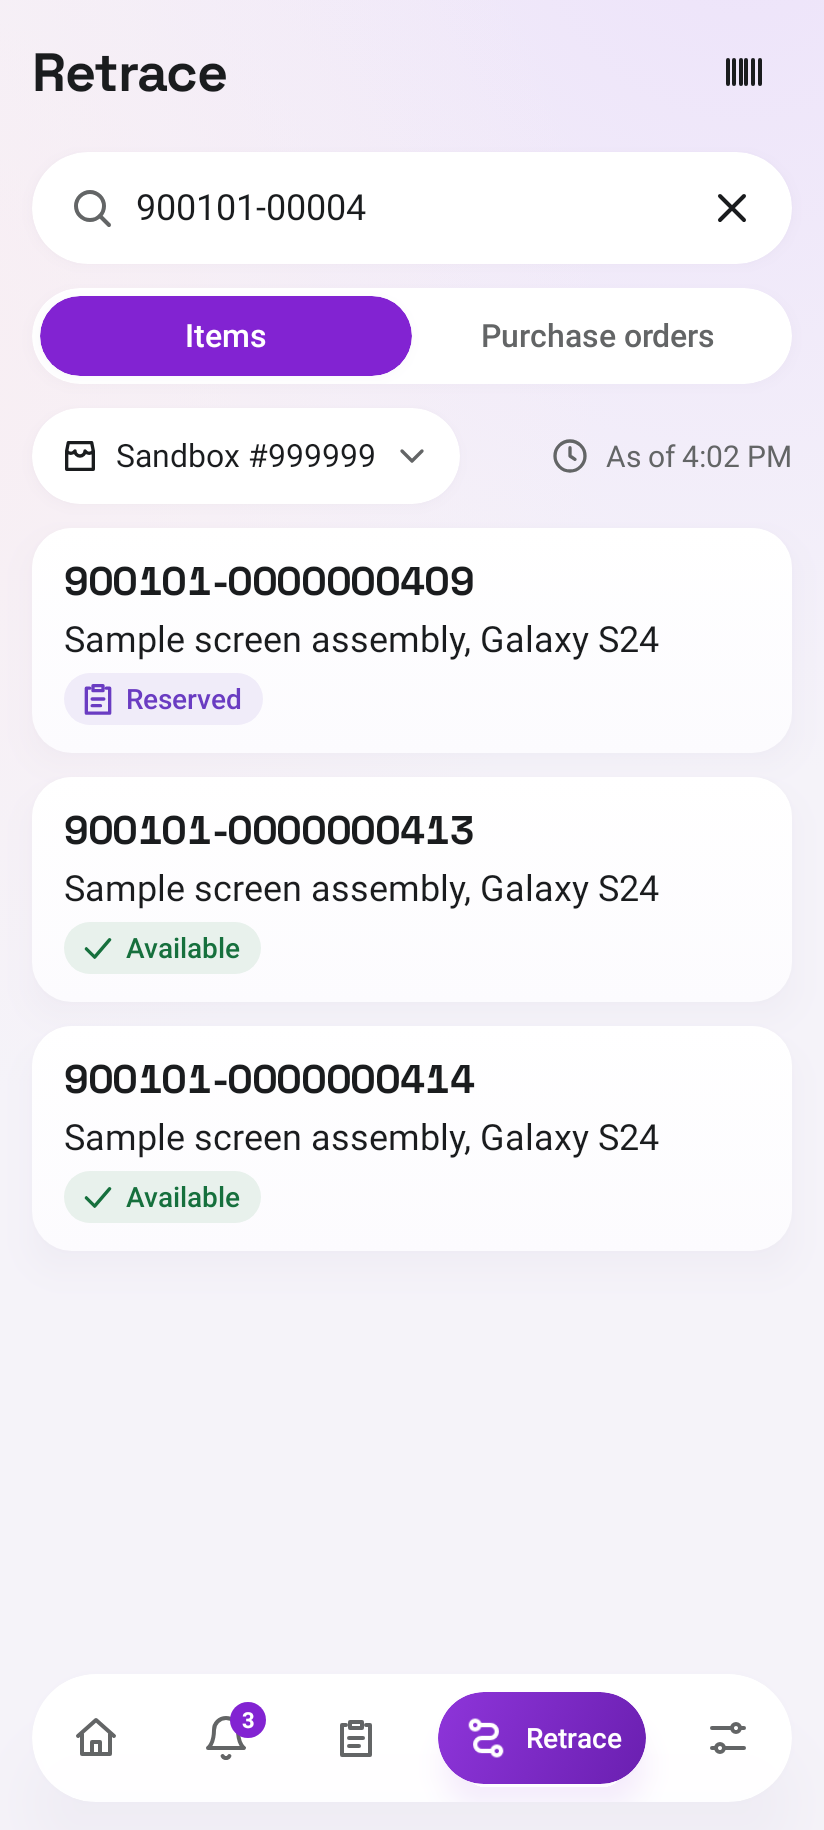 Retrace
900101-00004
Items
Purchase orders
Sandbox #999999
As of 4:02 PM
900101-0000000409
Sample screen assembly, Galaxy S24
Reserved
900101-0000000413
Sample screen assembly, Galaxy S24
Available
900101-0000000414
Sample screen assembly, Galaxy S24
Available
3
Retrace